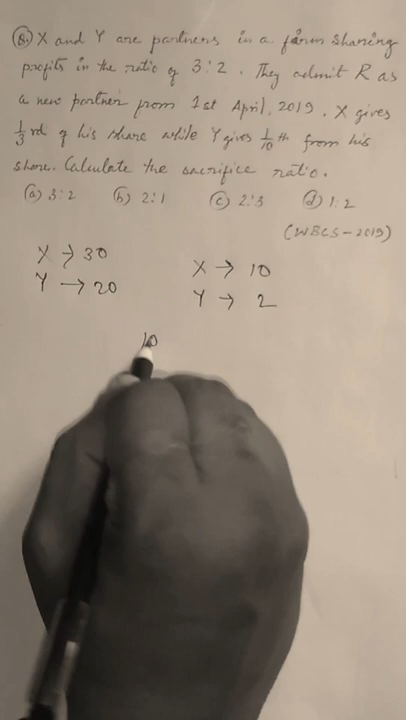 Q. X and Y are partners in a farm sharing
profits in the ratio of 3:2. They admit R as
a new partner from 1st April, 2019. X gives
1/3 rd of his share while Y gives 1/10 th from his
share. Calculate the sacrifice ratio.
(a) 3:2 (b) 2:1 (c) 2:3 (d) 1:2
(WBCS-2019)
X → 30
Y → 20
X → 10
Y → 2
10